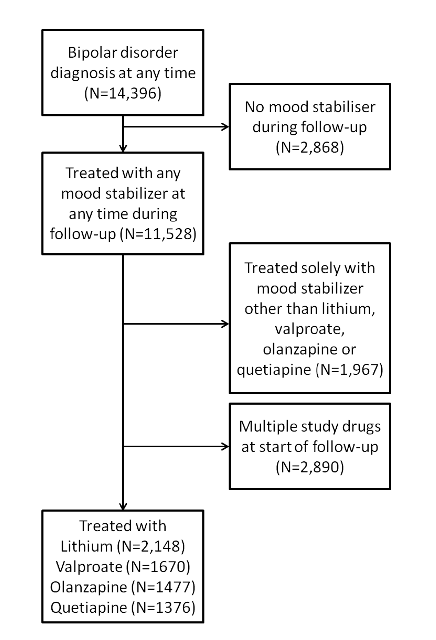 Bipolar disorder
diagnosis at any time
(N=14,396)
No mood stabiliser
during follow-up
(N=2,868)
Treated with any
mood stabilizer at
any time during
follow-up (N=11,528)
Treated solely with
mood stabilizer
other than lithium,
valproate,
olanzapine or
quetiapine (N=1,967)
Multiple study drugs
at start of follow-up
(N=2,890)
Treated with
Lithium (N=2,148)
Valproate (N=1670)
Olanzapine (N=1477)
Quetiapine (N=1376)